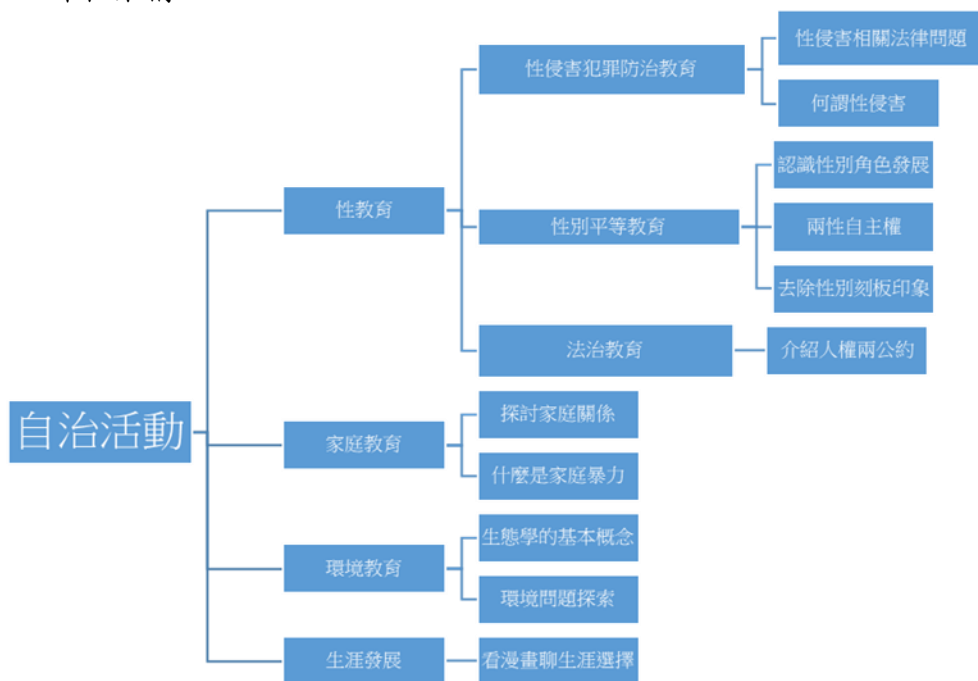 自治活動
性教育
性侵害犯罪防治教育
性侵害相關法律問題
何謂性侵害
性別平等教育
認識性別角色發展
兩性自主權
去除性別刻板印象
法治教育
介紹人權兩公約
家庭教育
探討家庭關係
什麼是家庭暴力
環境教育
生態學的基本概念
環境問題探索
生涯發展
看漫畫聊生涯選擇